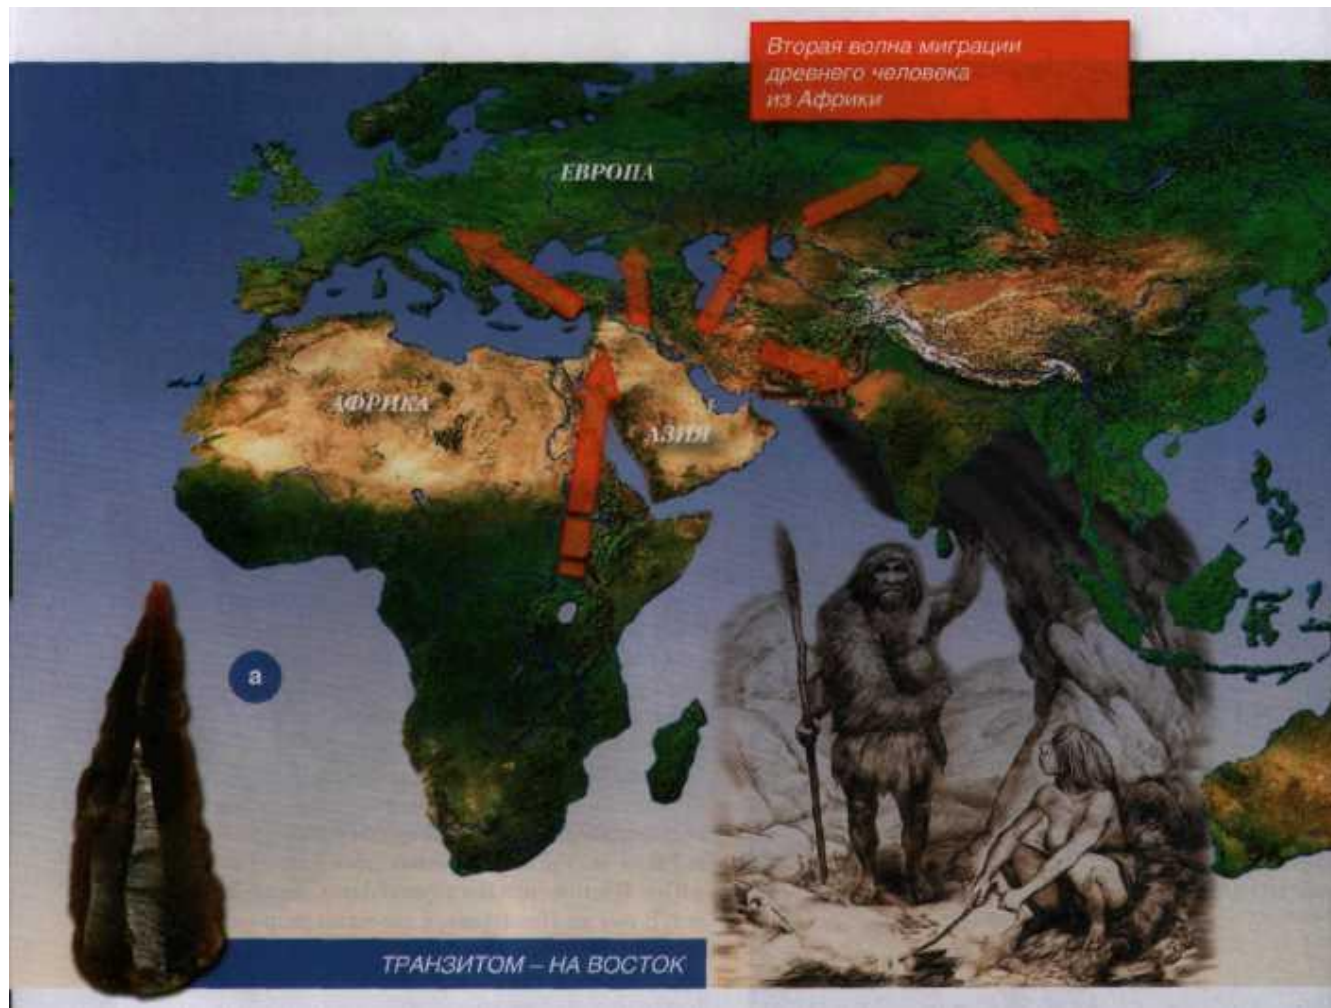 Вторая волна миграции
древнего человека
из Африки
ЕВРОПА
АФРИКА
АЗИЯ
а
ТРАНЗИТОМ – НА ВОСТОК